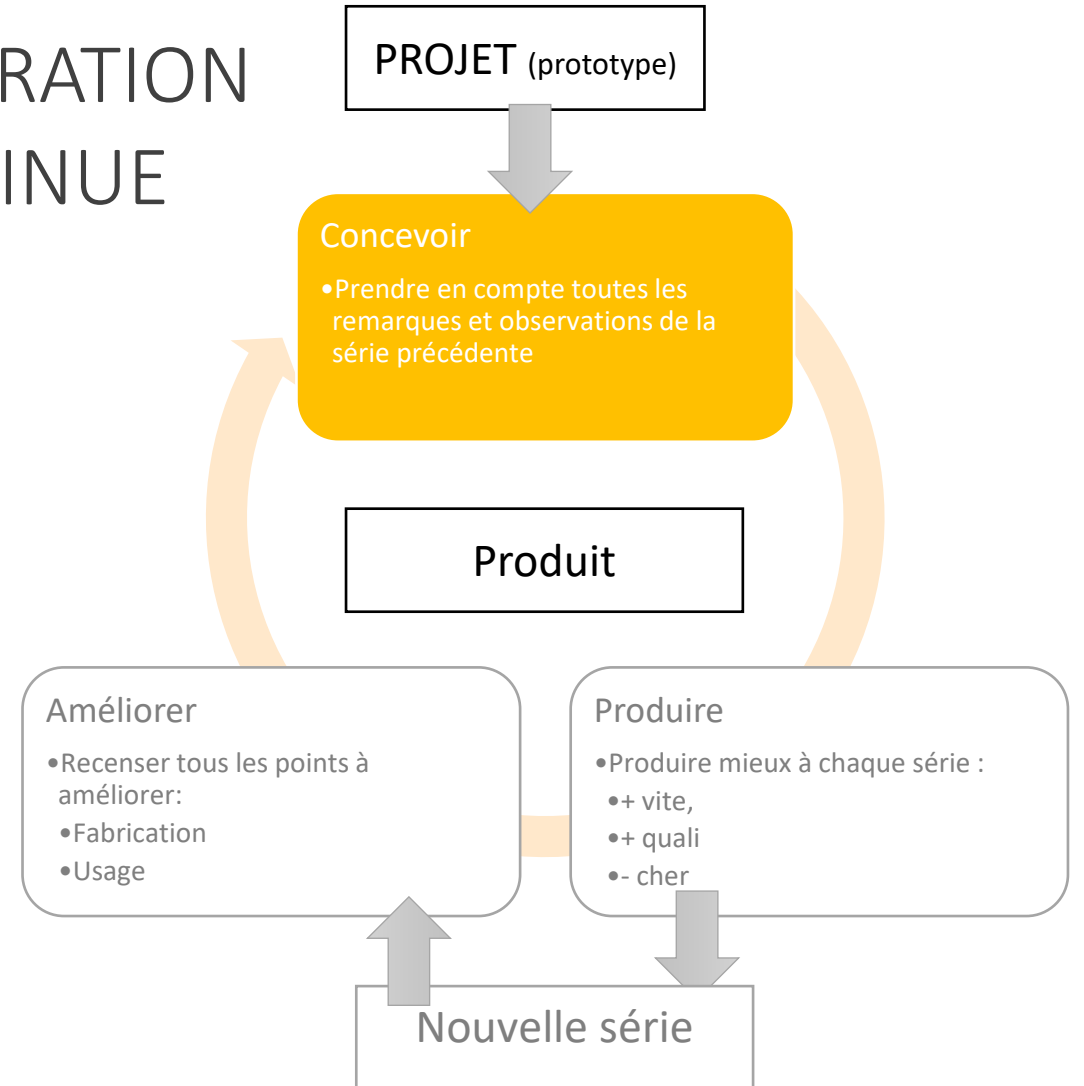 RATION
INUE
PROJET (prototype)
Concevoir
•Prendre en compte toutes les
remarques et observations de la
série précédente
Produit
Améliorer
•Recenser tous les points à
améliorer:
•Fabrication
•Usage
Produire
•Produire mieux à chaque série :
•+ vite,
•+ quali
•- cher
Nouvelle série